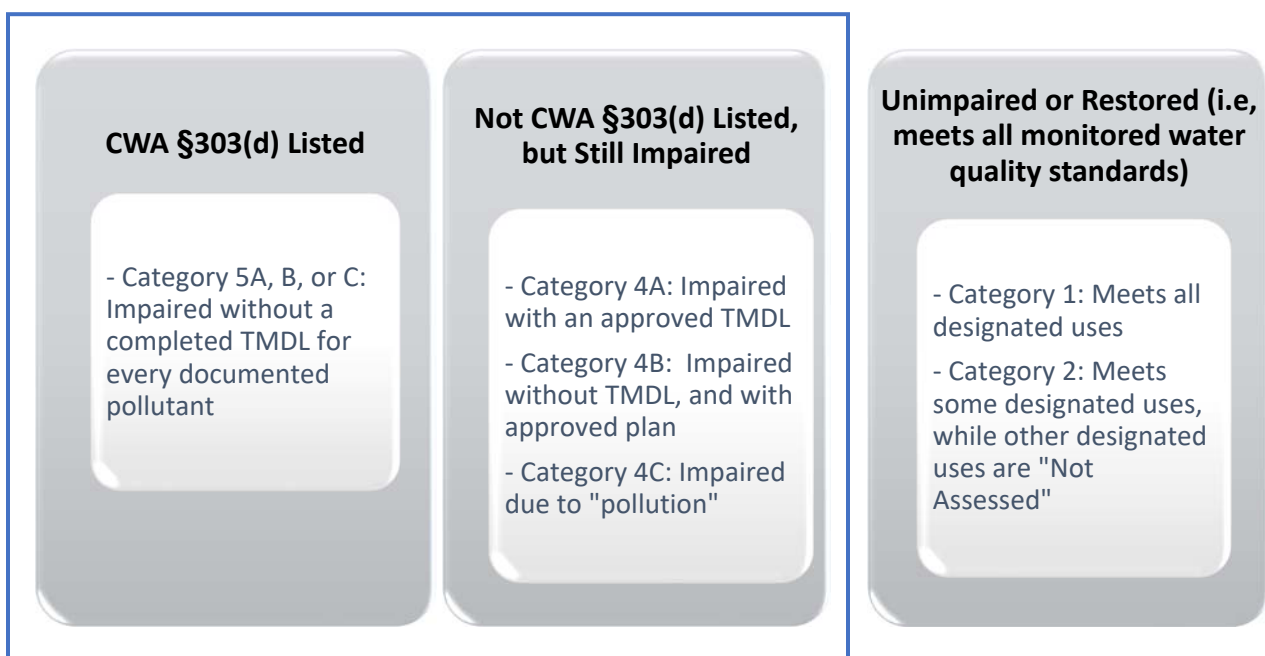 CWA §303(d) Listed
- Category 5A, B, or C:
Impaired without a
completed TMDL for
every documented
pollutant
Not CWA §303(d) Listed,
but Still Impaired
- Category 4A: Impaired
with an approved TMDL
- Category 4B:  Impaired
without TMDL, and with
approved plan
- Category 4C: Impaired
due to "pollution"
Unimpaired or Restored (i.e,
meets all monitored water
quality standards)
- Category 1: Meets all
designated uses
- Category 2: Meets
some designated uses,
while other designated
uses are "Not
Assessed"